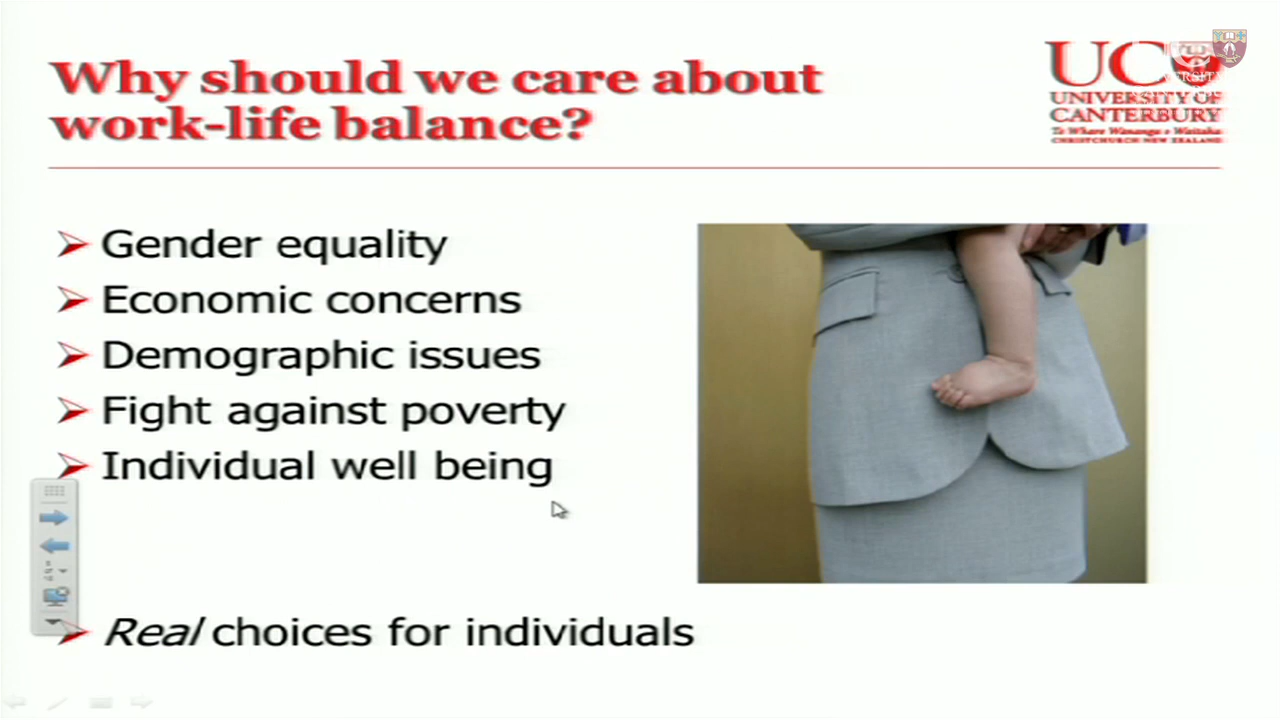 Why should we care about
work-life balance?
UC
UNIVERSITY OF
CANTERBURY
Te Whare Wānanga o Waitaha
CHRISTCHURCH NEW ZEALAND
Gender equality
Economic concerns
Demographic issues
Fight against poverty
Individual well being
Real choices for individuals